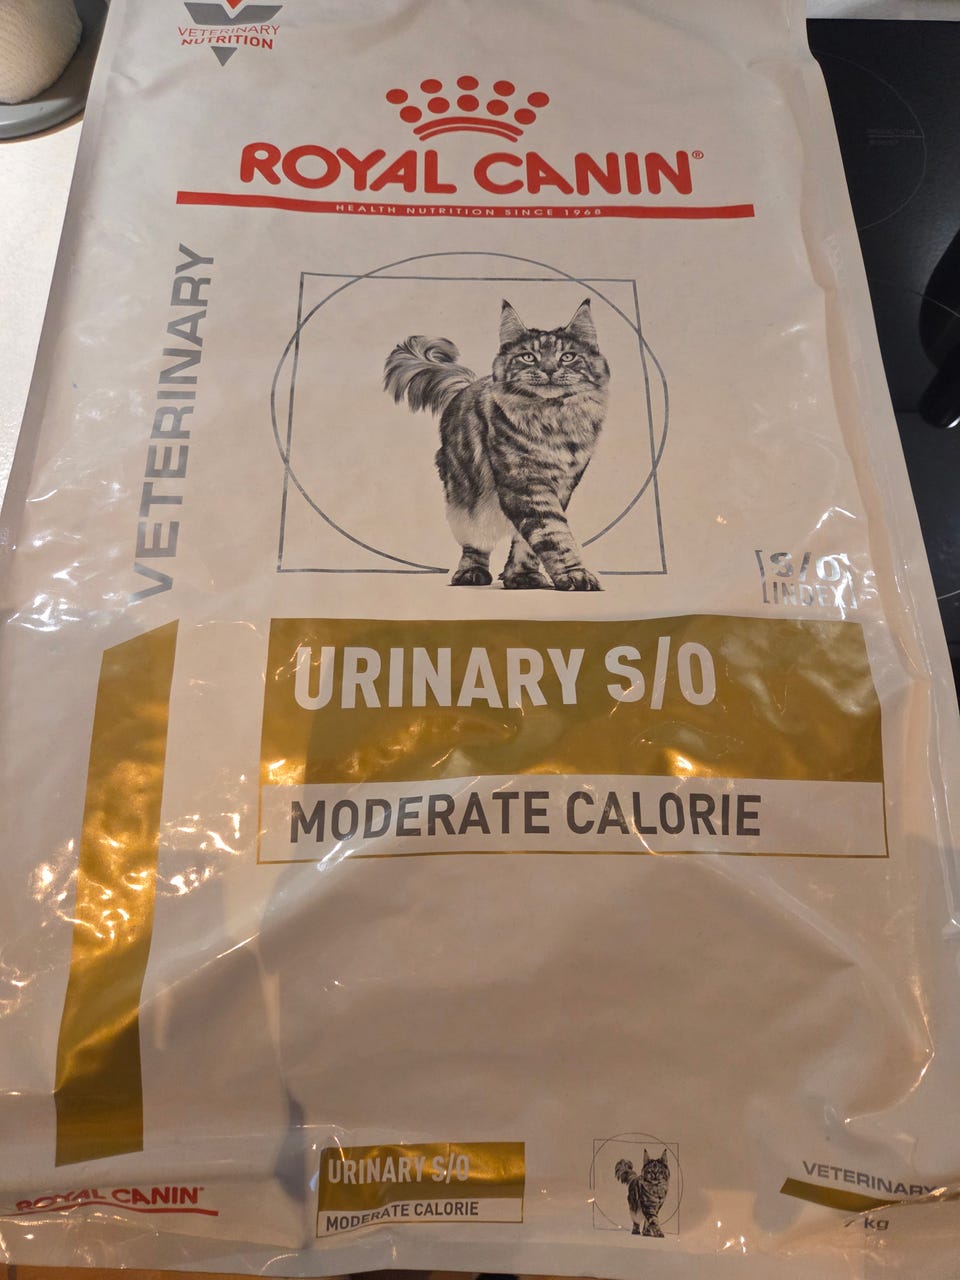 VETERINARY
NUTRITION
ROYAL CANIN®
HEALTH NUTRITION SINCE 1968
VETERINARY
S/O
INDEX
URINARY S/O
MODERATE CALORIE
ROYAL CANIN®
URINARY S/O
MODERATE CALORIE
VETERINARY
7 kg